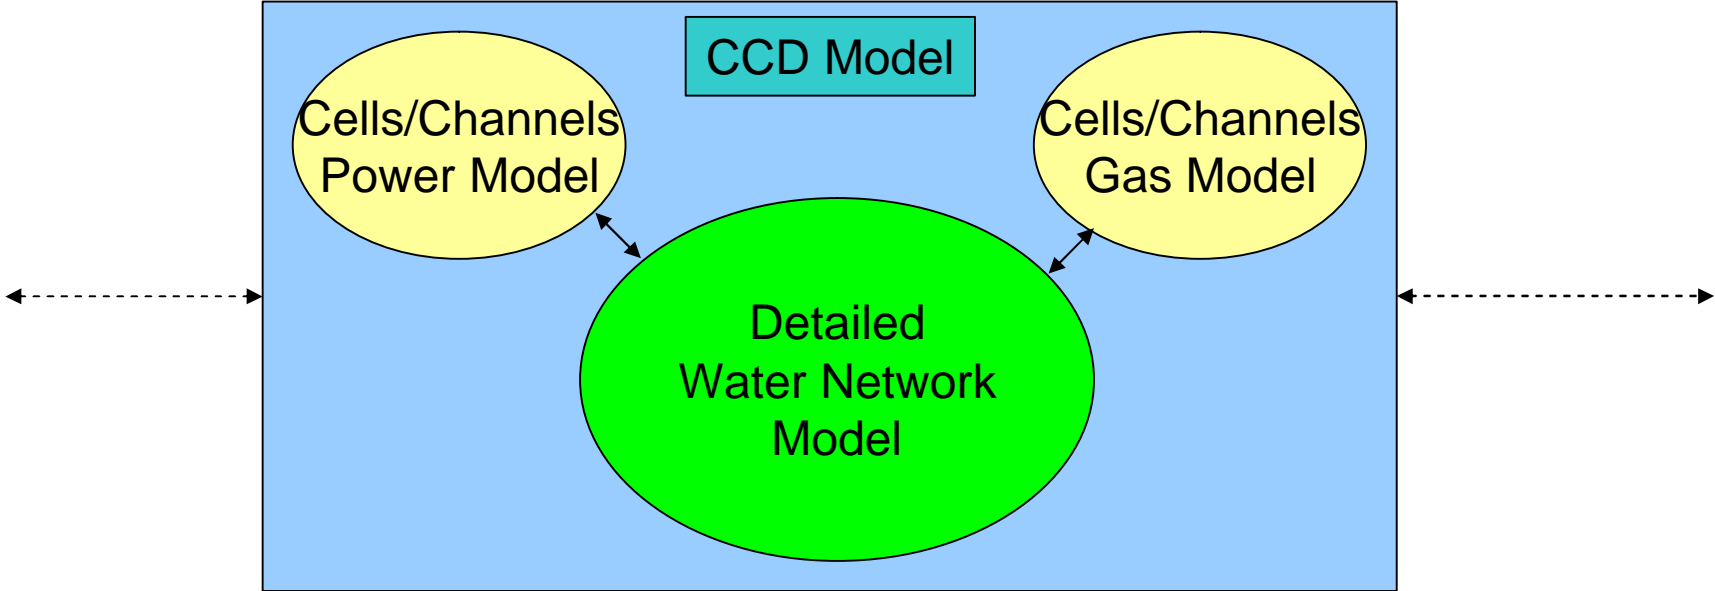 CCD Model
Cells/Channels
Power Model
Cells/Channels
Gas Model
Detailed
Water Network
Model